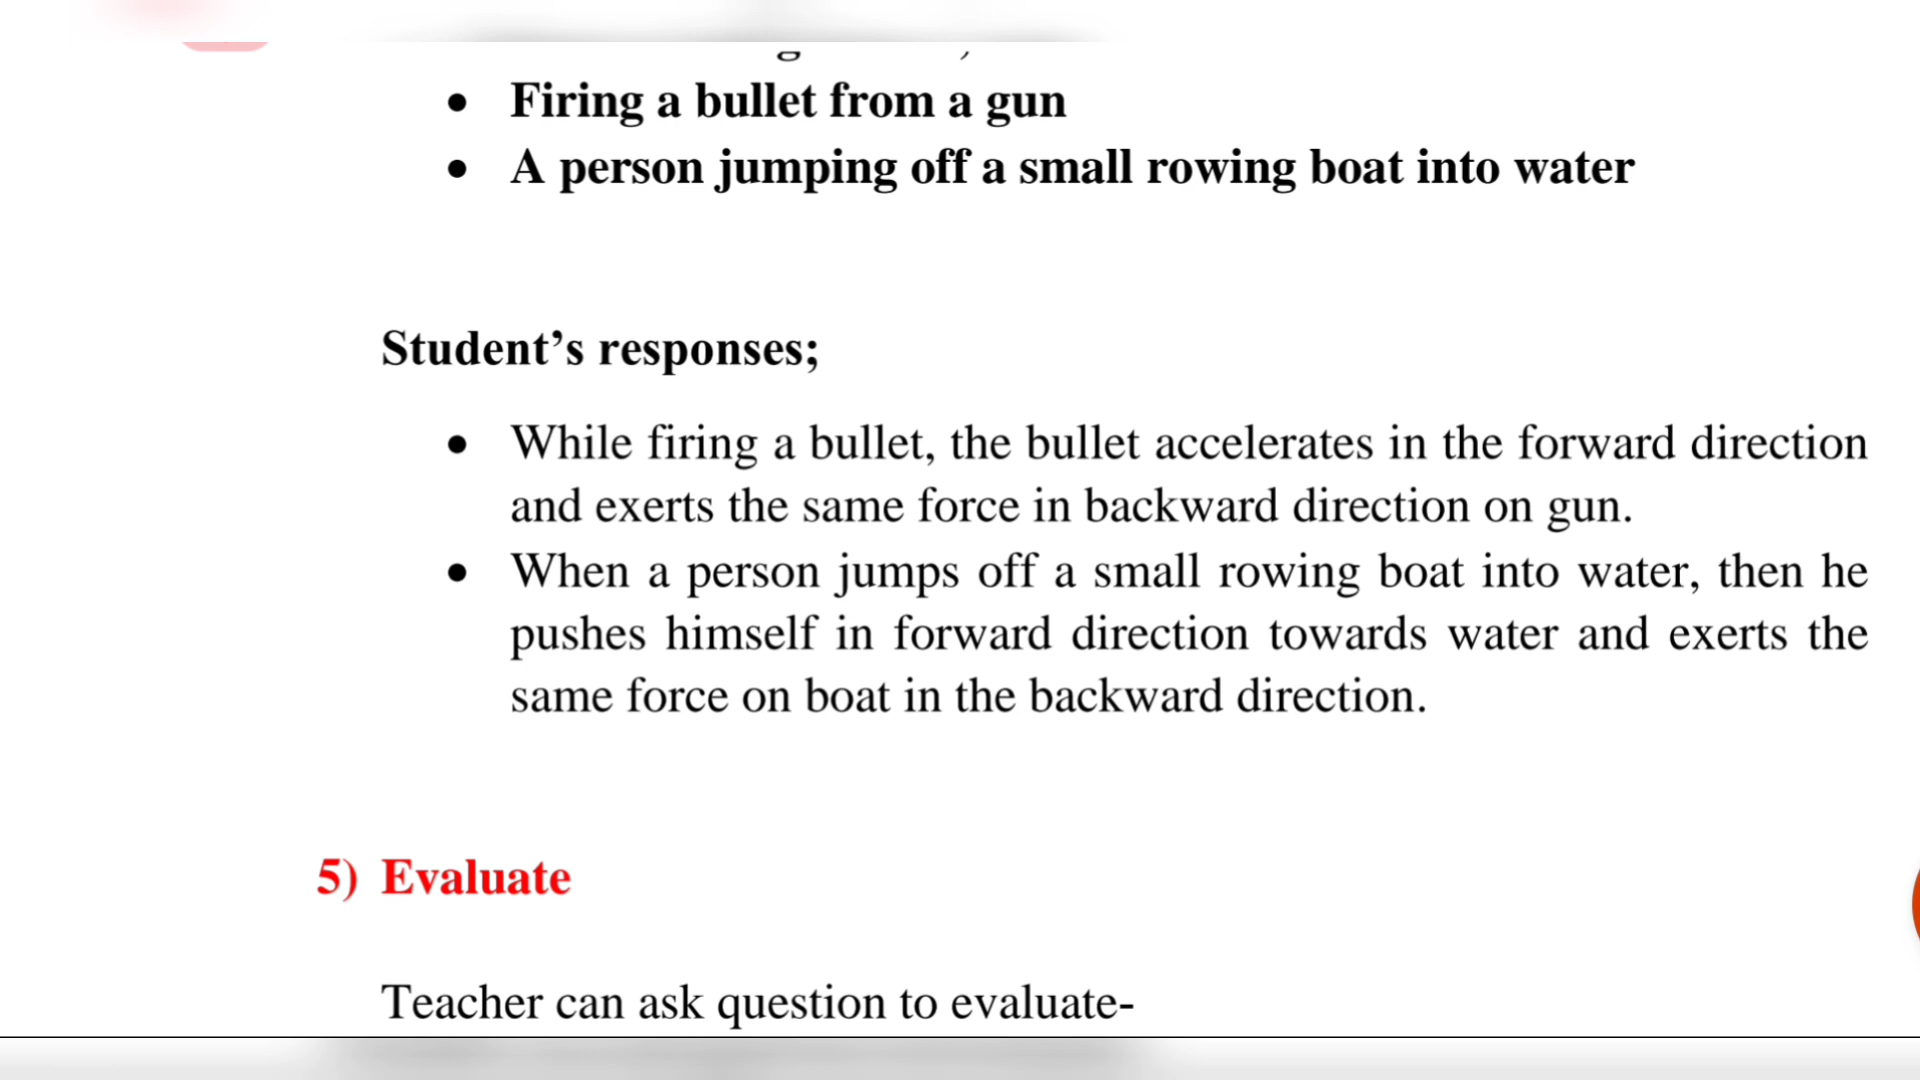 • Firing a bullet from a gun
• A person jumping off a small rowing boat into water
Student’s responses;
• While firing a bullet, the bullet accelerates in the forward direction
and exerts the same force in backward direction on gun.
• When a person jumps off a small rowing boat into water, then he
pushes himself in forward direction towards water and exerts the
same force on boat in the backward direction.
5) Evaluate
Teacher can ask question to evaluate-